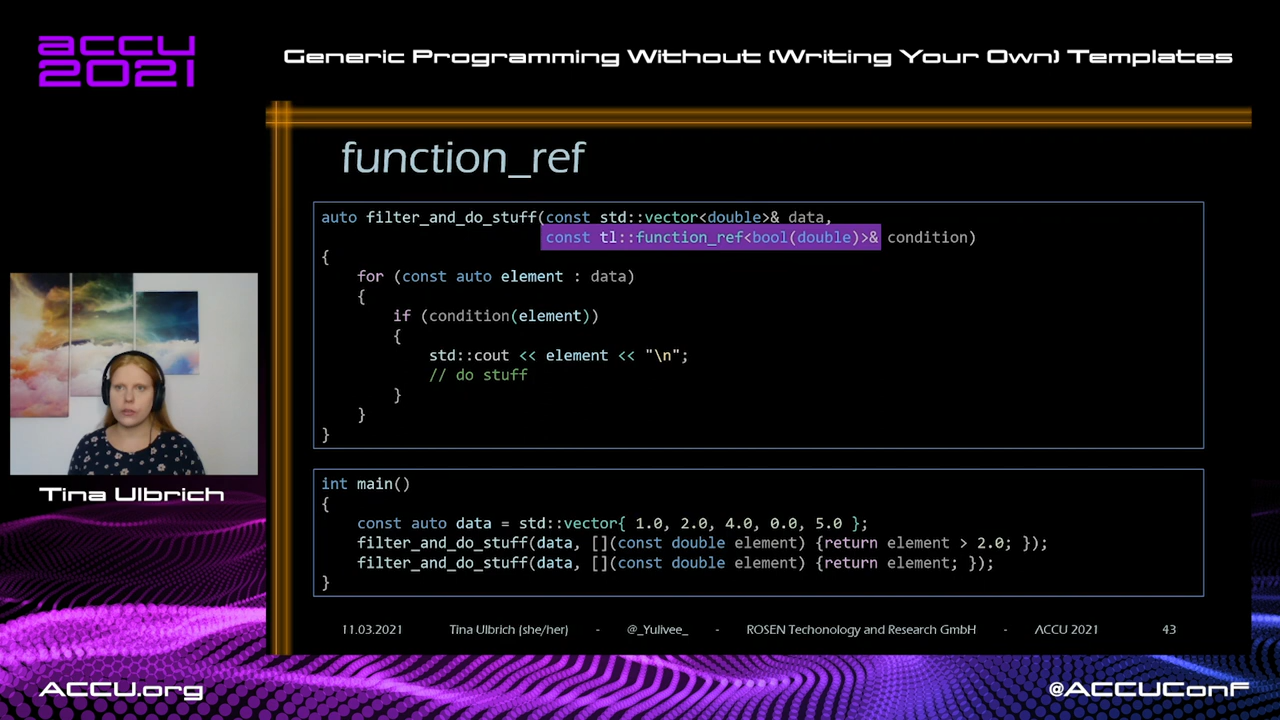 accu
2021
Generic Programming Without (Writing Your Own) Templates
function_ref
auto filter_and_do_stuff(const std::vector<double>& data,
const tl::function_ref<bool(double)>& condition)
{
for (const auto element : data)
{
if (condition(element))
{
std::cout << element << "\n";
// do stuff
}
}
}
Tina Ulbrich
int main()
{
const auto data = std::vector{ 1.0, 2.0, 4.0, 0.0, 5.0 };
filter_and_do_stuff(data, [](const double element) {return element > 2.0; });
filter_and_do_stuff(data, [](const double element) {return element; });
}
11.03.2021 Tina Ulbrich (she/her) - @_Yulivee_ - ROSEN Techonology and Research GmbH - ACCU 2021 43
ACCU.org
@ACCUConf